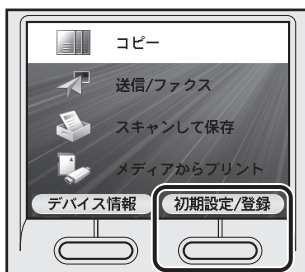 コピー
送信/ファクス
スキャンして保存
メディアからプリント
デバイス情報 初期設定/登録